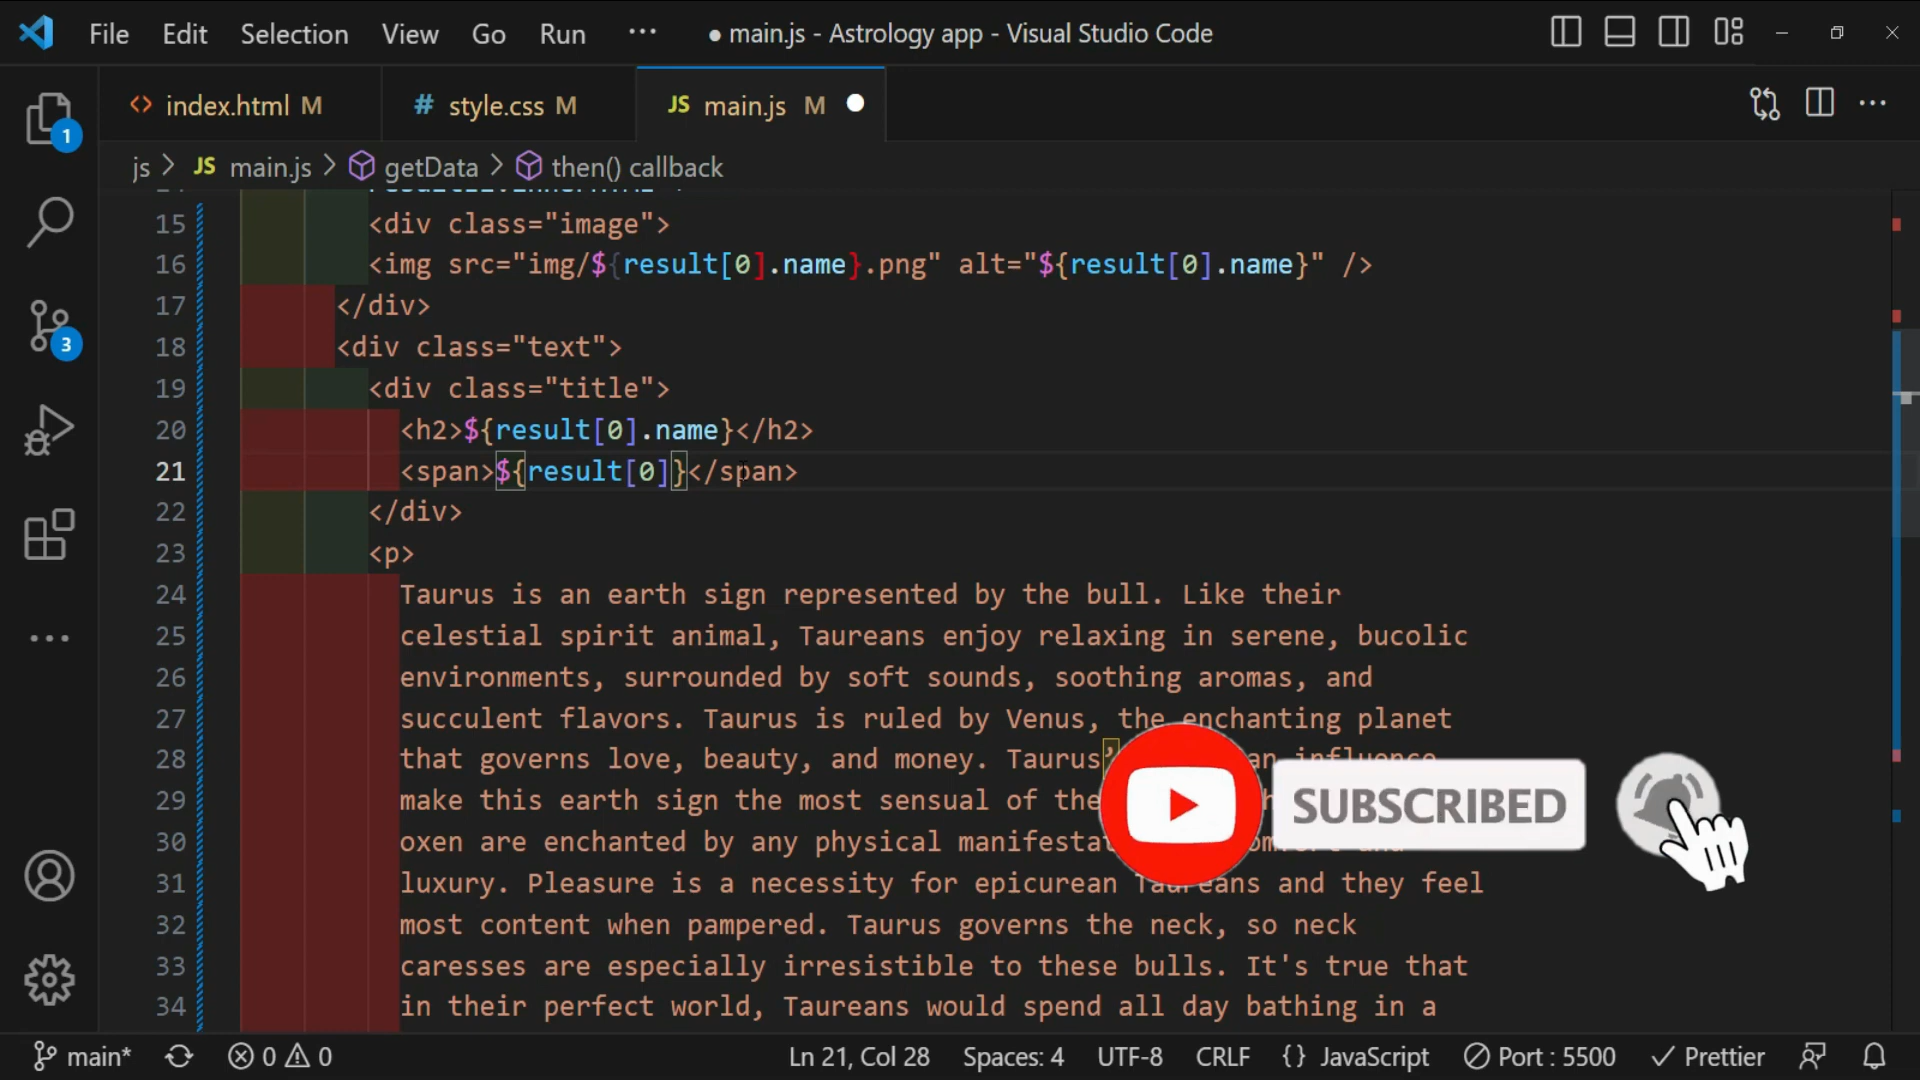 File Edit Selection View Go Run ··· ● main.js - Astrology app - Visual Studio Code
index.html M style.css M JS main.js M
js > JS main.js > getData > then() callback
15 <div class="image">
16 <img src="img/${result[0].name}.png" alt="${result[0].name}" />
17 </div>
18 <div class="text">
19 <div class="title">
20 <h2>${result[0].name}</h2>
21 <span>${result[0]}</span>
22 </div>
23 <p>
24 Taurus is an earth sign represented by the bull. Like their
25 celestial spirit animal, Taureans enjoy relaxing in serene, bucolic
26 environments, surrounded by soft sounds, soothing aromas, and
27 succulent flavors. Taurus is ruled by Venus, the enchanting planet
28 that governs love, beauty, and money. Taurus’ influence
29 make this earth sign the most sensual of the
30 oxen are enchanted by any physical
31 luxury. Pleasure is a necessity for epicurean Taureans and they feel
32 most content when pampered. Taurus governs the neck, so neck
33 caresses are especially irresistible to these bulls. It's true that
34 in their perfect world, Taureans would spend all day bathing in a
SUBSCRIBED
1
3
main* 0 0 Ln 21, Col 28 Spaces: 4 UTF-8 CRLF {} JavaScript Port : 5500 Prettier